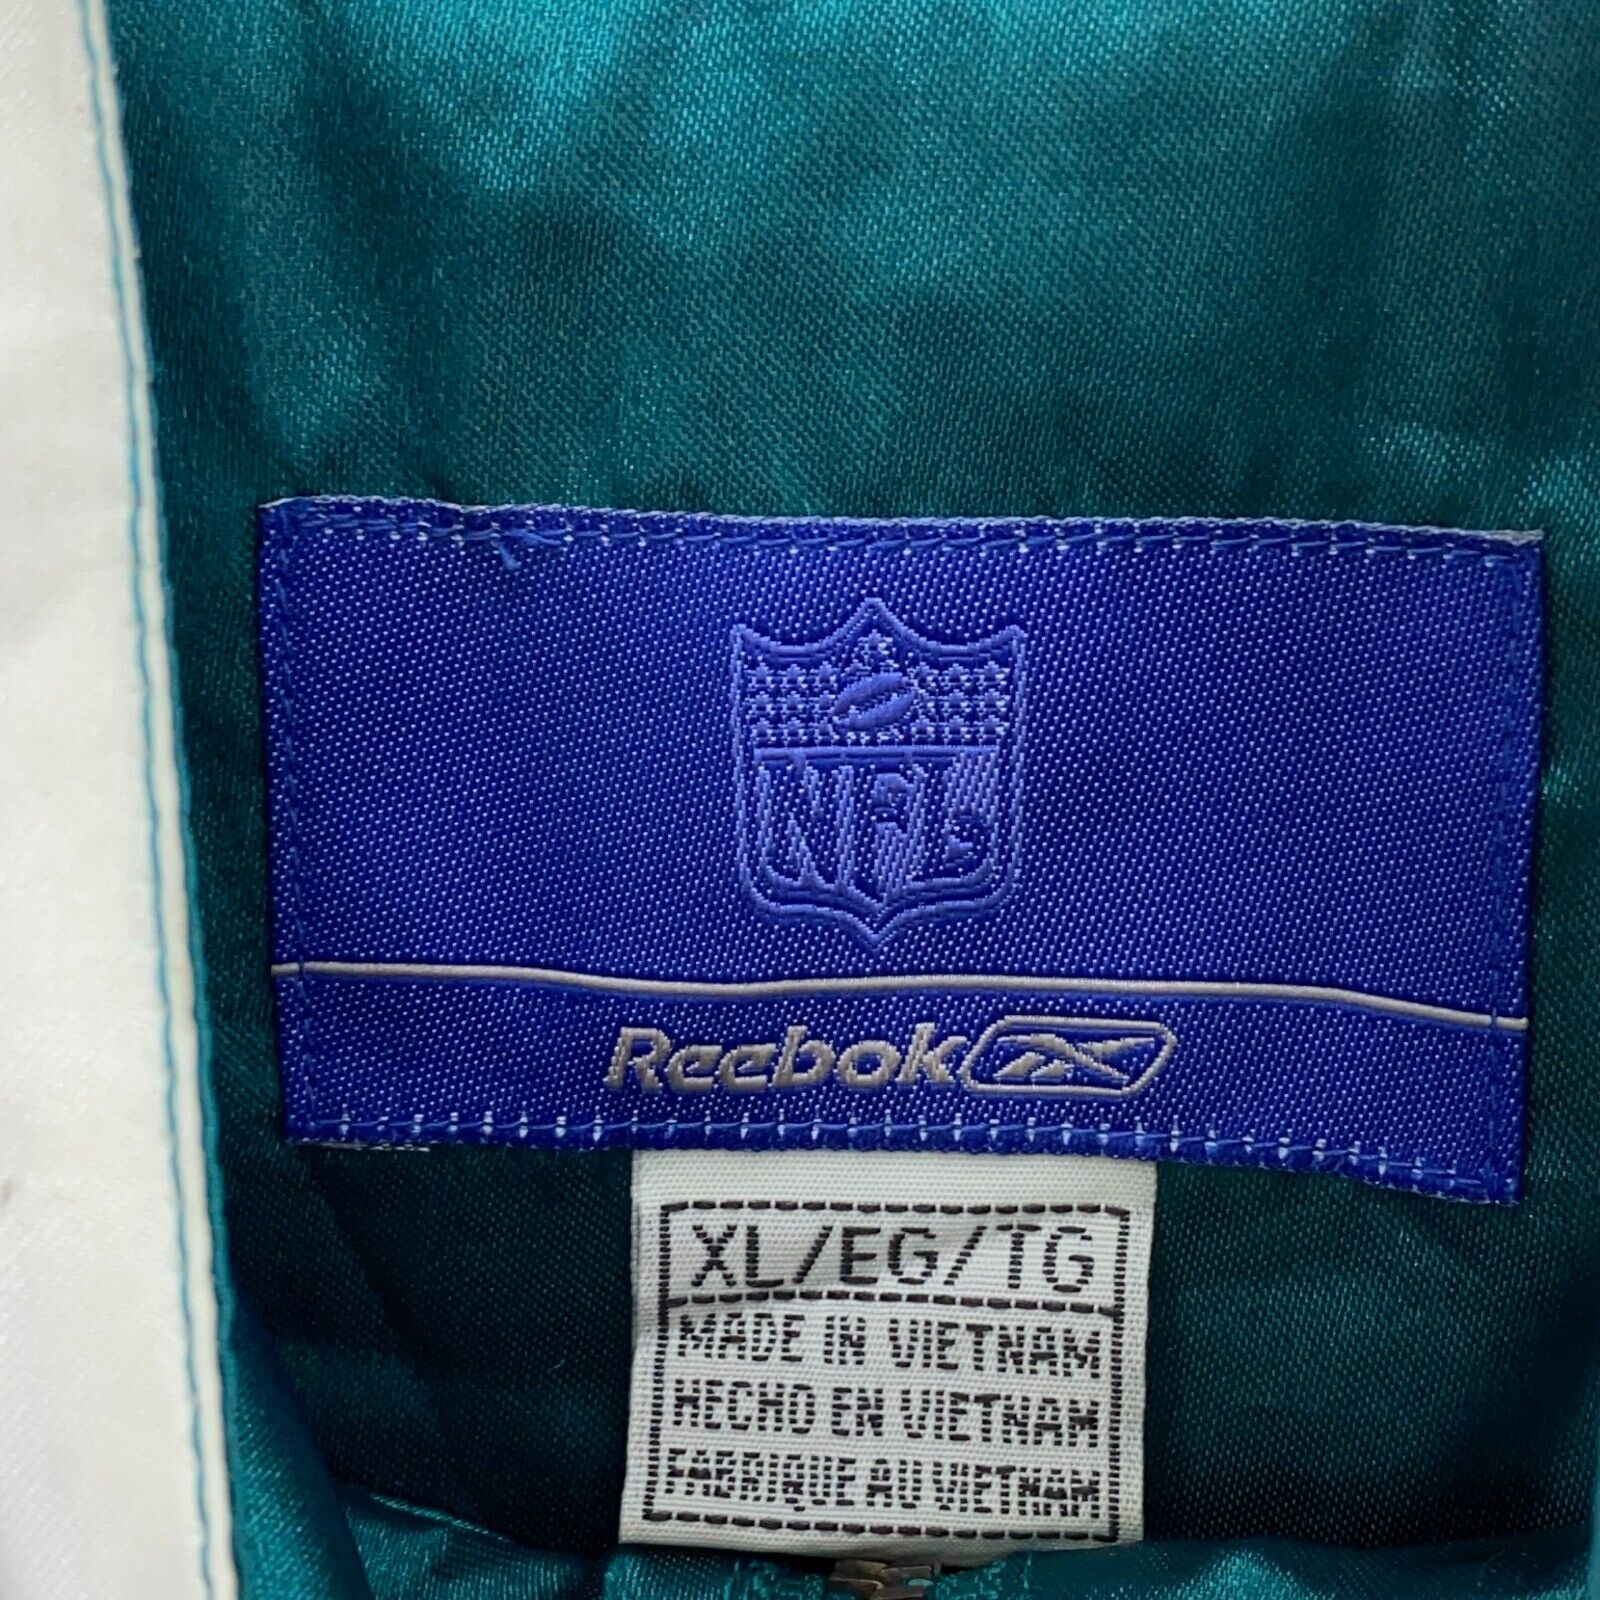 NFL
Reebok
XL/EG/TG
MADE IN VIETNAM
HECHO EN VIETNAM
FABRIQUE AU VIETNAM